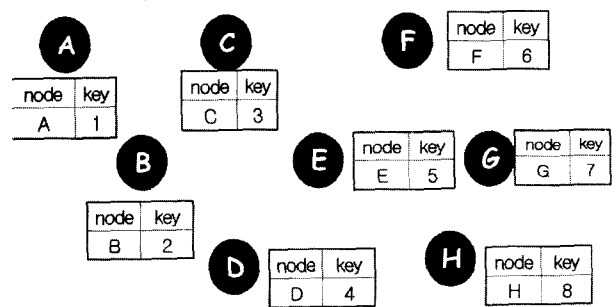 A
node key
A 1
B
node key
B 2
C
node key
C 3
D
node key
D 4
E
node key
E 5
F
node key
F 6
G
node key
G 7
H
node key
H 8